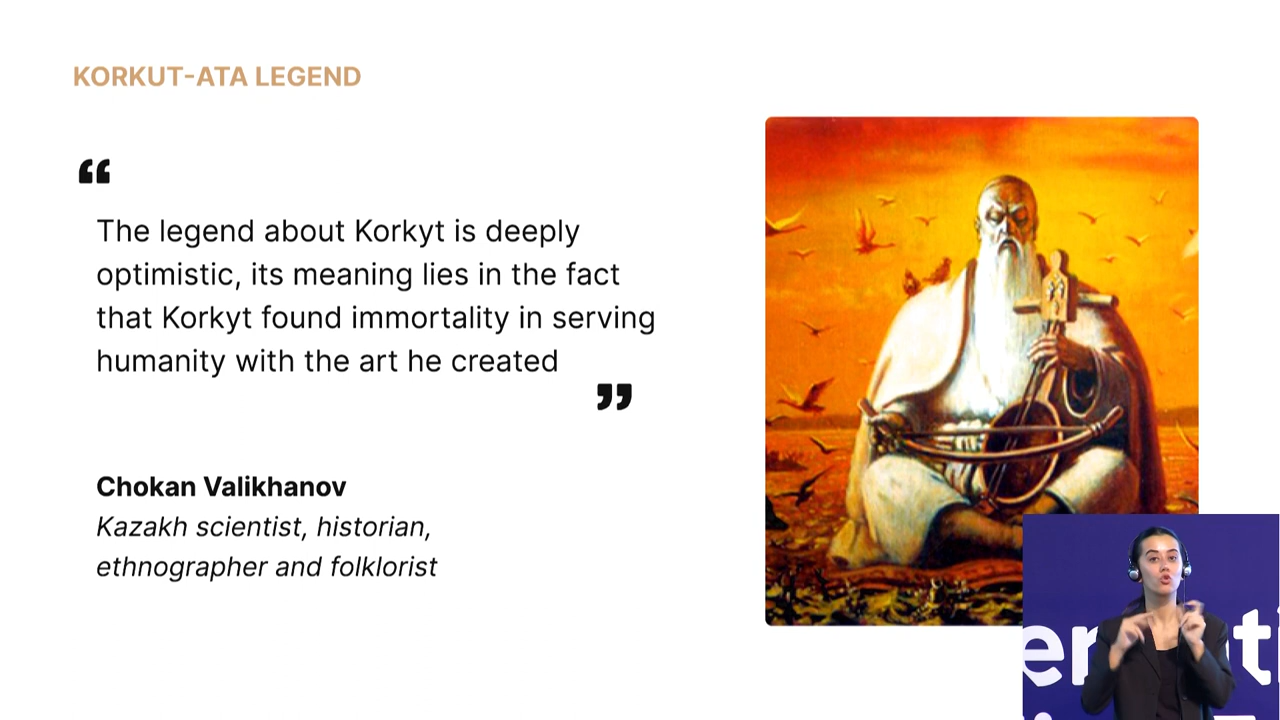 KORKUT-ATA LEGEND
“
The legend about Korkyt is deeply
optimistic, its meaning lies in the fact
that Korkyt found immortality in serving
humanity with the art he created
”
Chokan Valikhanov
Kazakh scientist, historian,
ethnographer and folklorist